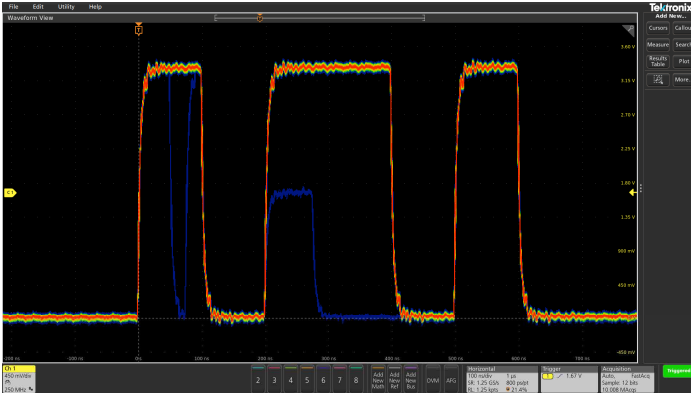 File Edit Utility Help
Tektronix
Waveform View
Add New...
Cursors Callou
Measure Searc
Results Table Plot
More...
T
3.60 V
3.15 V
2.70 V
2.25 V
1.80 V
1.35 V
900 mV
450 mV
-450 mV
C1
-200 ns -100 ns 0 s 100 ns 200 ns 300 ns 400 ns 500 ns 600 ns 700 ns
Ch 1
450 mV/div
250 MHz
2 3 4 5 6 7 8
Add New Math
Add New Ref
Add New Bus
DVM AFG
Horizontal
100 ns/div 1 µs
SR: 1.25 GS/s 800 ps/pt
RL: 1.25 kpts 21.4%
Trigger
1 1.67 V
Acquisition
Auto, FastAcq
Sample: 12 bits
10.008 MAcqs
Triggered